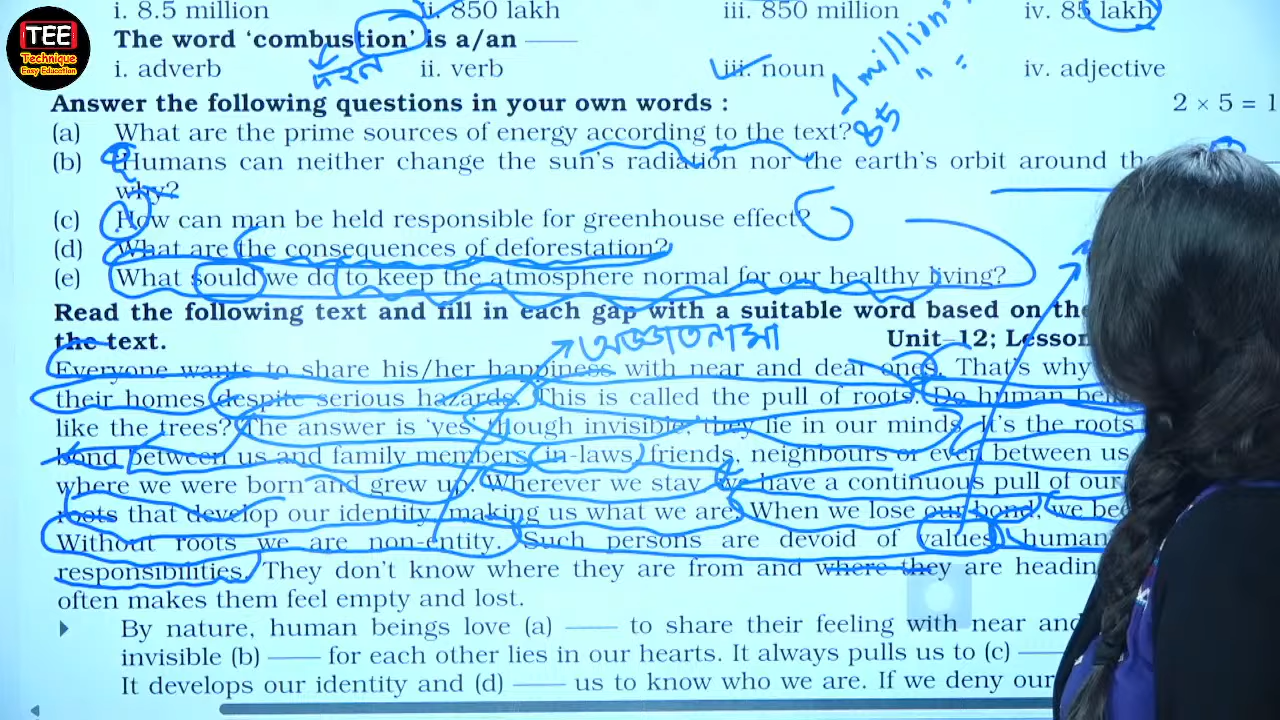 TEE
Technique
Easy Education
i. 8.5 million ii. 850 lakh iii. 850 million iv. 85 lakh
The word ‘combustion’ is a/an ——
দহন
i. adverb ii. verb iii. noun iv. adjective
1 million =
85 " =
Answer the following questions in your own words : 2 × 5 = 1
(a) What are the prime sources of energy according to the text?
(b) Humans can neither change the sun’s radiation nor the earth’s orbit around the
why?
(c) How can man be held responsible for greenhouse effect?
(d) What are the consequences of deforestation?
(e) What sould we do to keep the atmosphere normal for our healthy living?
Read the following text and fill in each gap with a suitable word based on the
the text. Unit–12; Lesson
Everyone wants to share his/her happiness with near and dear ones. That’s why
their homes despite serious hazards. This is called the pull of roots. Do human
like the trees? The answer is ‘yes’ though invisible, they lie in our minds. It’s the roots
bond between us and family members in-laws, friends, neighbours or even between us
where we were born and grew up. Wherever we stay we have a continuous pull of our
roots that develop our identity making us what we are. When we lose our bond, we
Without roots we are non-entity. Such persons are devoid of values, human
responsibilities. They don’t know where they are from and where they are headin
often makes them feel empty and lost.
By nature, human beings love (a) —— to share their feeling with near and
invisible (b) —— for each other lies in our hearts. It always pulls us to (c) ——
It develops our identity and (d) —— us to know who we are. If we deny our